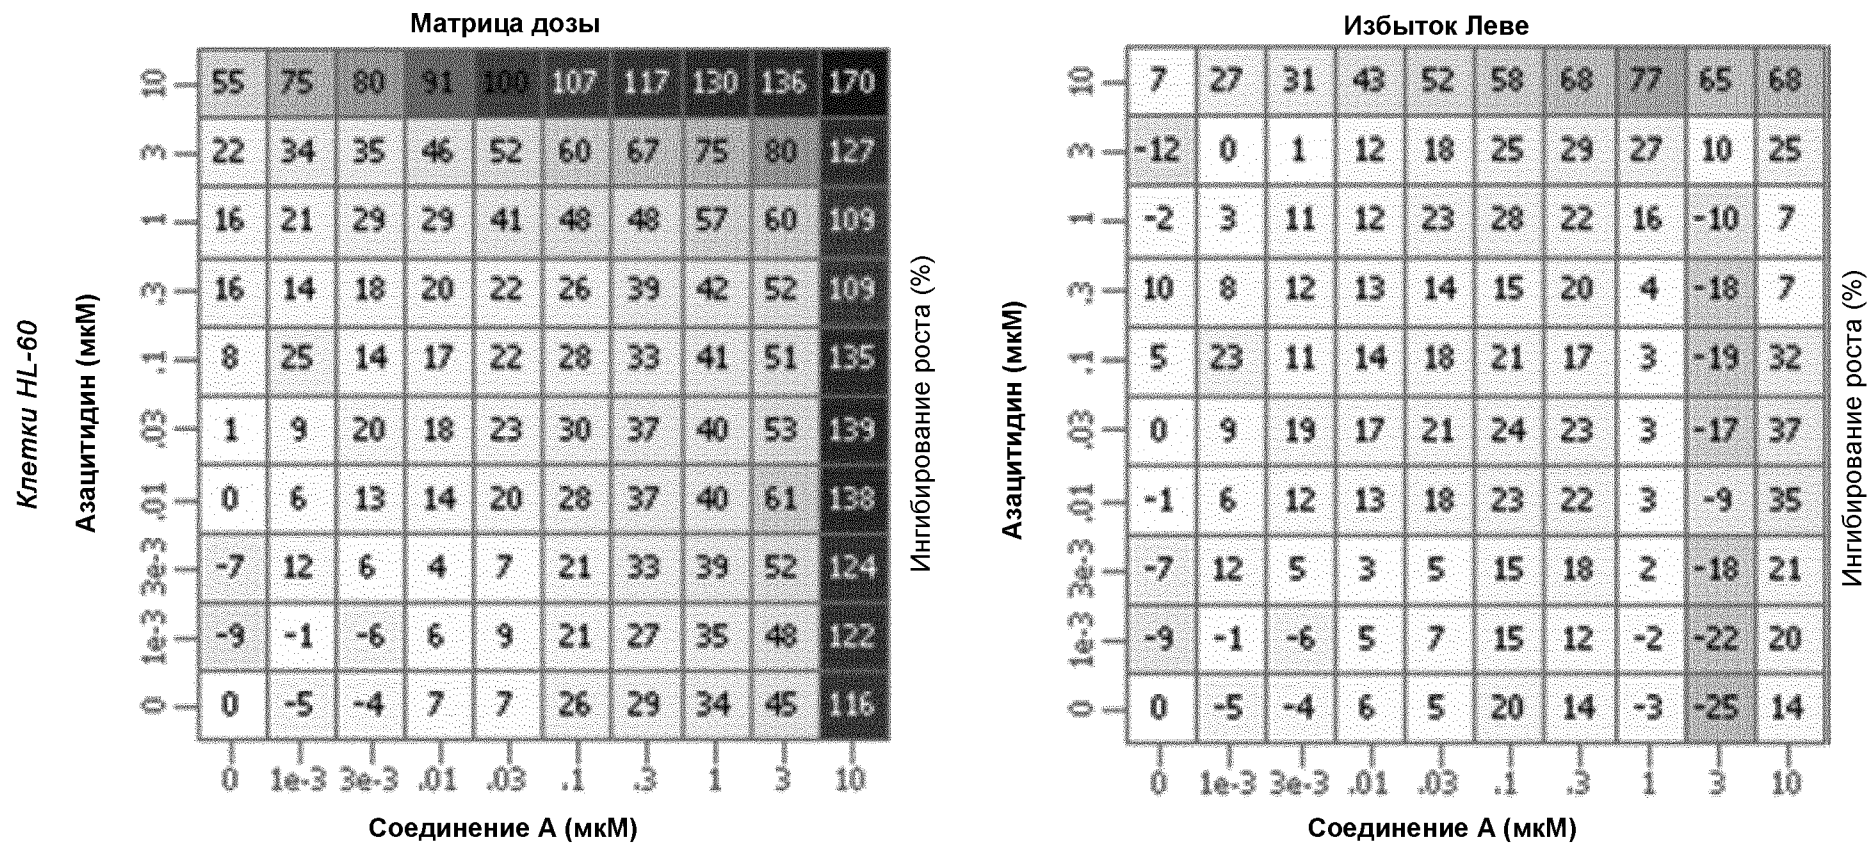 Матрица дозы
Избыток Леве
10 55 75 80 91 100 107 117 130 136 170
3 22 34 35 46 52 60 67 75 80 127
1 16 21 29 29 41 48 48 57 60 109
.3 16 14 18 20 22 26 39 42 52 109
.1 8 25 14 17 22 28 33 41 51 135
.03 1 9 20 18 23 30 37 40 53 139
.01 0 6 13 14 20 28 37 40 61 138
3e-3 -7 12 6 4 7 21 33 39 52 124
1e-3 -9 -1 -6 6 9 21 27 35 48 122
0 0 -5 -4 7 7 26 29 34 45 116
0 1e-3 3e-3 .01 .03 .1 .3 1 3 10
Соединение А (мкМ)
Клетки HL-60
Азацитидин (мкМ)
Ингибирование роста (%)
10 7 27 31 43 52 58 68 77 65 68
3 -12 0 1 12 18 25 29 27 10 25
1 -2 3 11 12 23 28 22 16 -10 7
.3 10 8 12 13 14 15 20 4 -18 7
.1 5 23 11 14 18 21 17 3 -19 32
.03 0 9 19 17 21 24 23 3 -17 37
.01 -1 6 12 13 18 23 22 3 -9 35
3e-3 -7 12 5 3 5 15 18 2 -18 21
1e-3 -9 -1 -6 5 7 15 12 -2 -22 20
0 0 -5 -4 6 5 20 14 -3 -25 14
0 1e-3 3e-3 .01 .03 .1 .3 1 3 10
Соединение А (мкМ)
Азацитидин (мкМ)
Ингибирование роста (%)